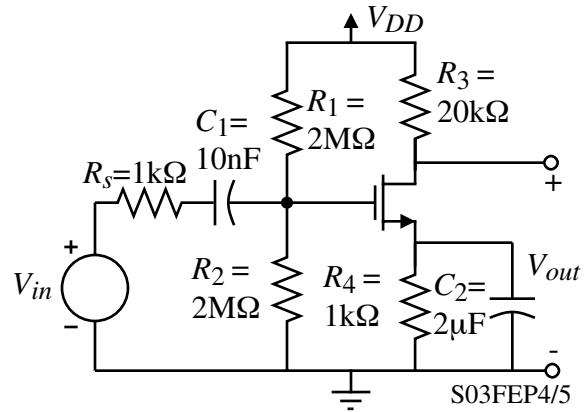 V_DD
R_1 =
2MΩ
R_3 =
20kΩ
C_1=
10nF
R_s=1kΩ
+
+
V_in
-
R_2 =
2MΩ
R_4 =
1kΩ
C_2=
2μF
V_out
-
S03FEP4/5